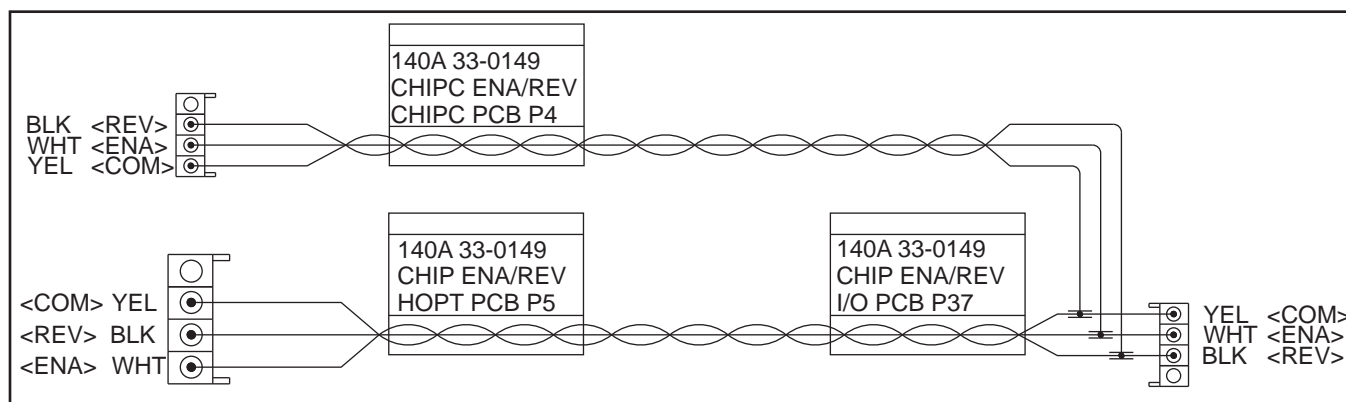 140A 33-0149
CHIPC ENA/REV
CHIPC PCB P4
BLK <REV>
WHT <ENA>
YEL <COM>
140A 33-0149
CHIP ENA/REV
HOPT PCB P5
140A 33-0149
CHIP ENA/REV
I/O PCB P37
<COM> YEL
<REV> BLK
<ENA> WHT
YEL <COM>
WHT <ENA>
BLK <REV>